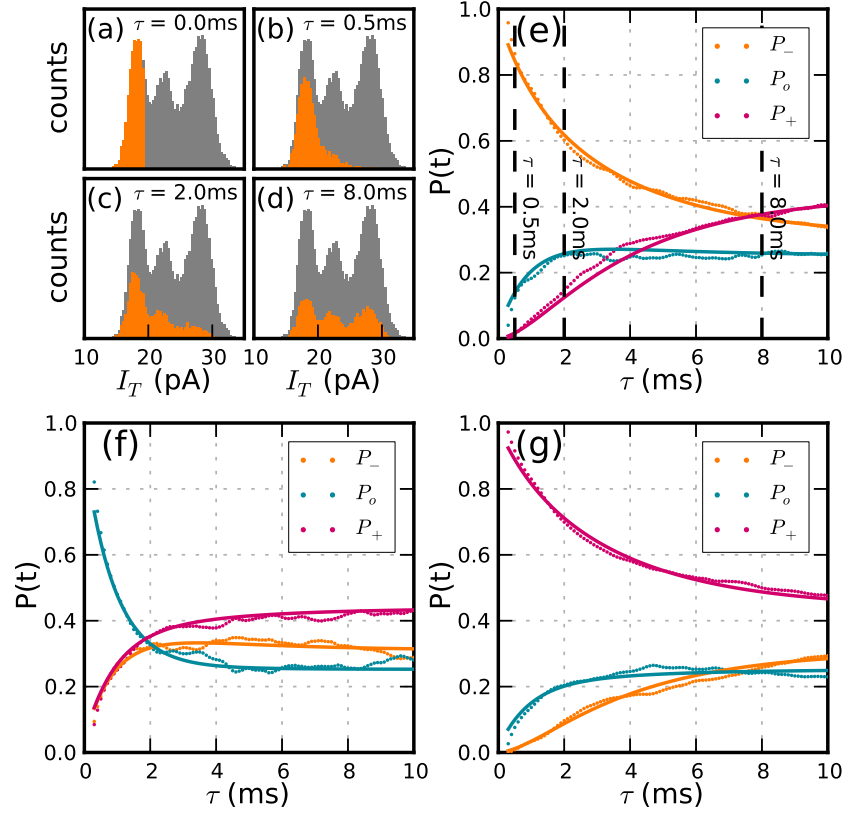 (a) τ = 0.0ms
(b) τ = 0.5ms
counts
(c) τ = 2.0ms
(d) τ = 8.0ms
counts
10 20 30
10 20 30
I_T (pA)
I_T (pA)
(e)
P_−
P_o
P_+
1.0
0.8
0.6
0.4
0.2
0.0
P(t)
τ = 0.5ms
τ = 2.0ms
τ = 8.0ms
0 2 4 6 8 10
τ (ms)
(f)
P_−
P_o
P_+
1.0
0.8
0.6
0.4
0.2
0.0
P(t)
0 2 4 6 8 10
τ (ms)
(g)
P_−
P_o
P_+
1.0
0.8
0.6
0.4
0.2
0.0
P(t)
0 2 4 6 8 10
τ (ms)